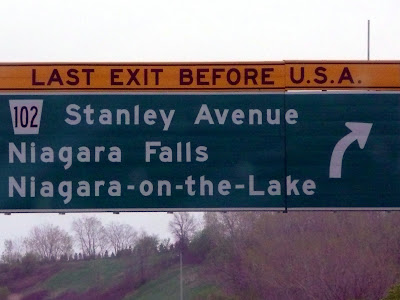 LAST EXIT BEFORE U.S.A.
102 Stanley Avenue
Niagara Falls
Niagara-on-the-Lake